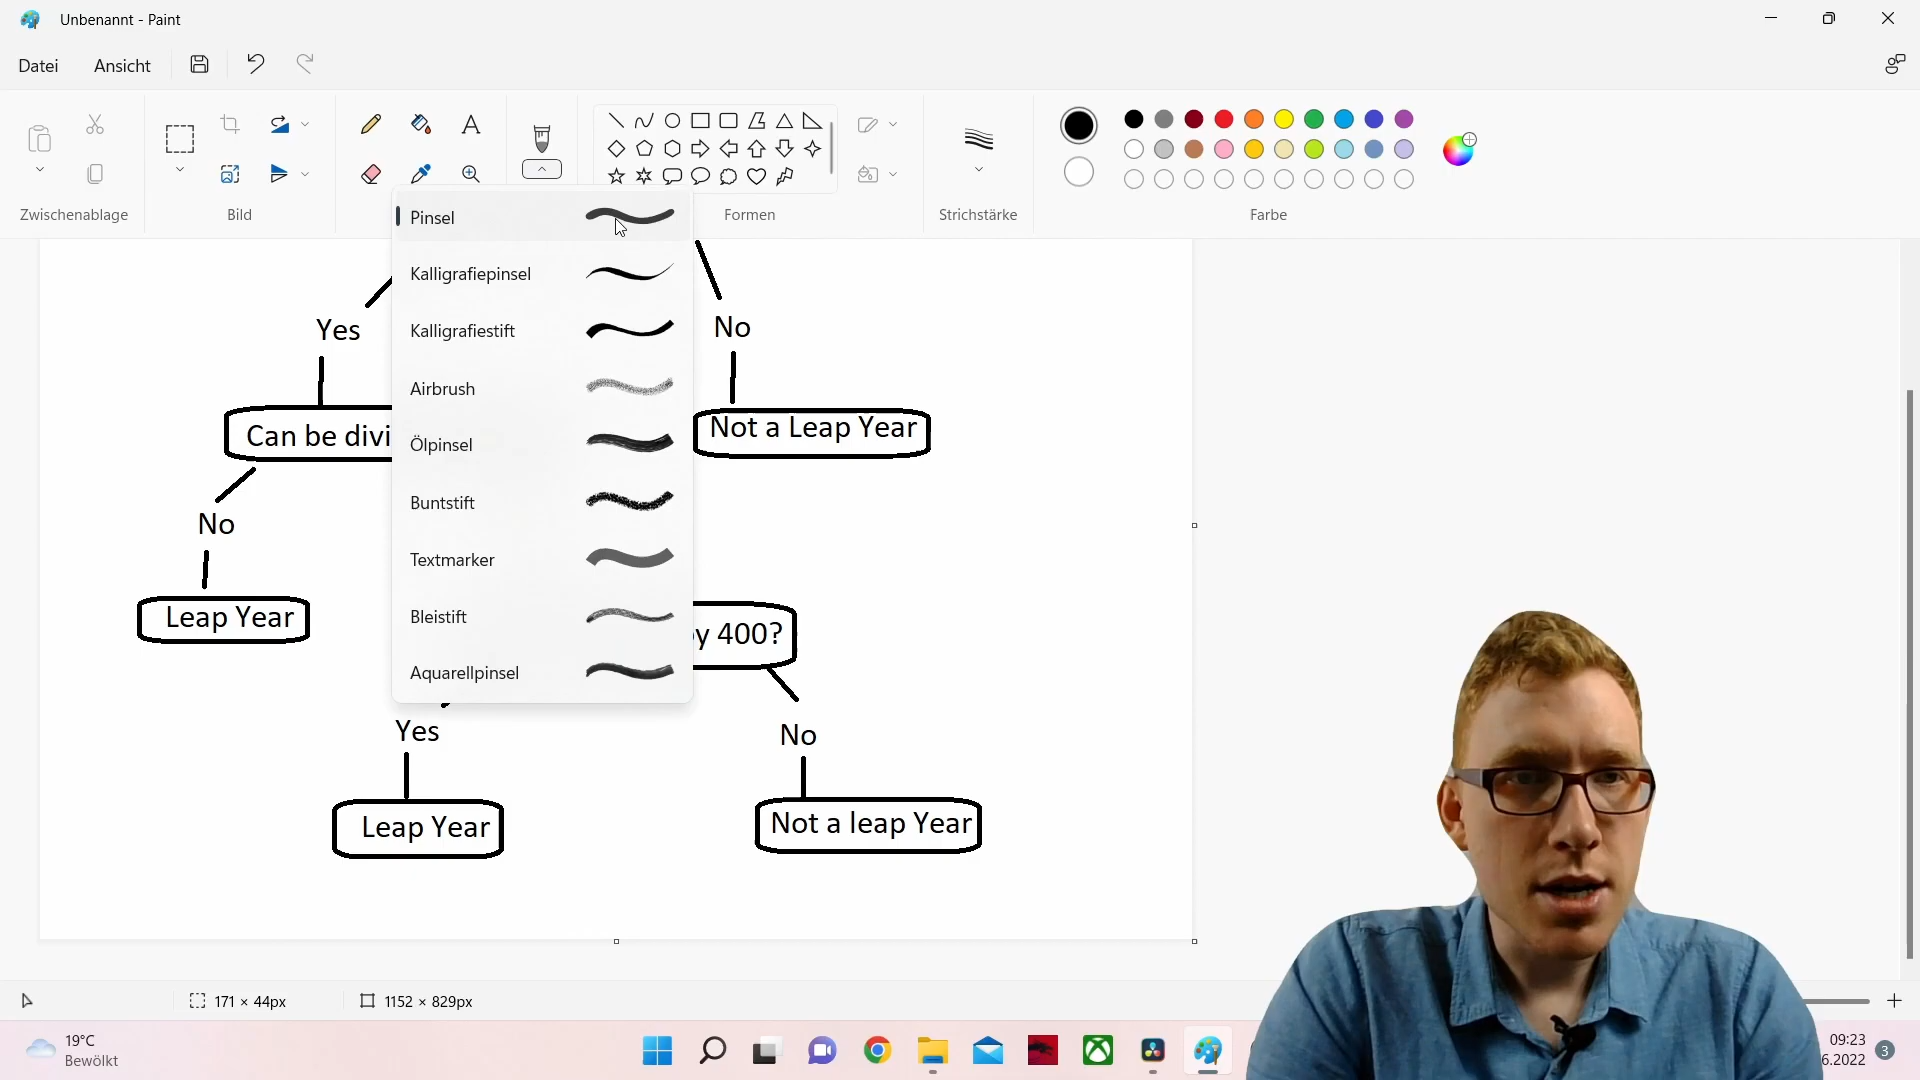 Unbenannt - Paint
Datei
Ansicht
Zwischenablage
Bild
Formen
Strichstärke
Farbe
Pinsel
Kalligrafiepinsel
Kalligrafiestift
Airbrush
Ölpinsel
Buntstift
Textmarker
Bleistift
Aquarellpinsel
Yes
No
Can be divi
Not a Leap Year
No
Leap Year
y 400?
Yes
No
Leap Year
Not a leap Year
171 × 44px
1152 × 829px
19°C
Bewölkt
09:23
6.2022
3